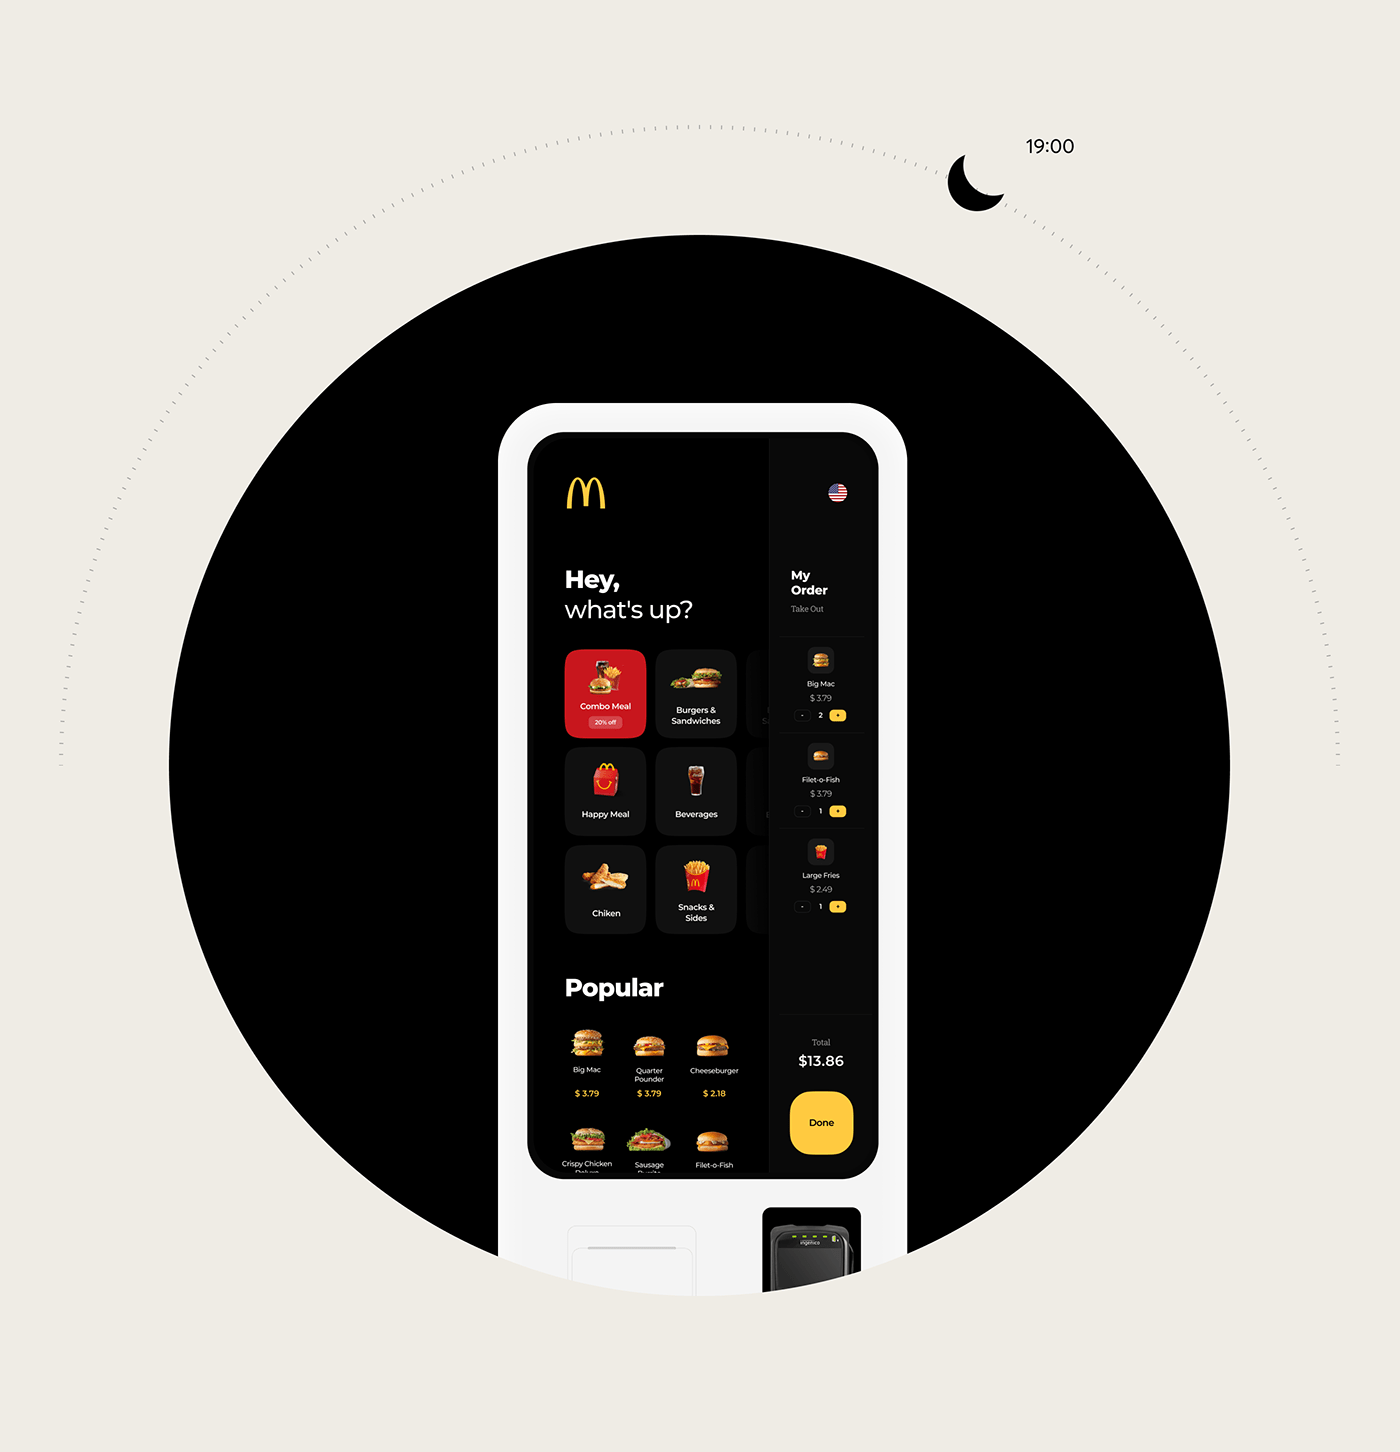 19:00
Hey,
what's up?
Combo Meal
20% off
Burgers &
Sandwiches
Happy Meal
Beverages
Chiken
Snacks &
Sides
Popular
Big Mac
$ 3.79
Quarter
Pounder
$ 3.79
Cheeseburger
$ 2.18
Crispy Chicken
Sausage
Filet-o-Fish
My
Order
Take Out
Big Mac
$ 3.79
- 2 +
Filet-o-Fish
$ 3.79
- 1 +
Large Fries
$ 2.49
- 1 +
Total
$13.86
Done
ingenico